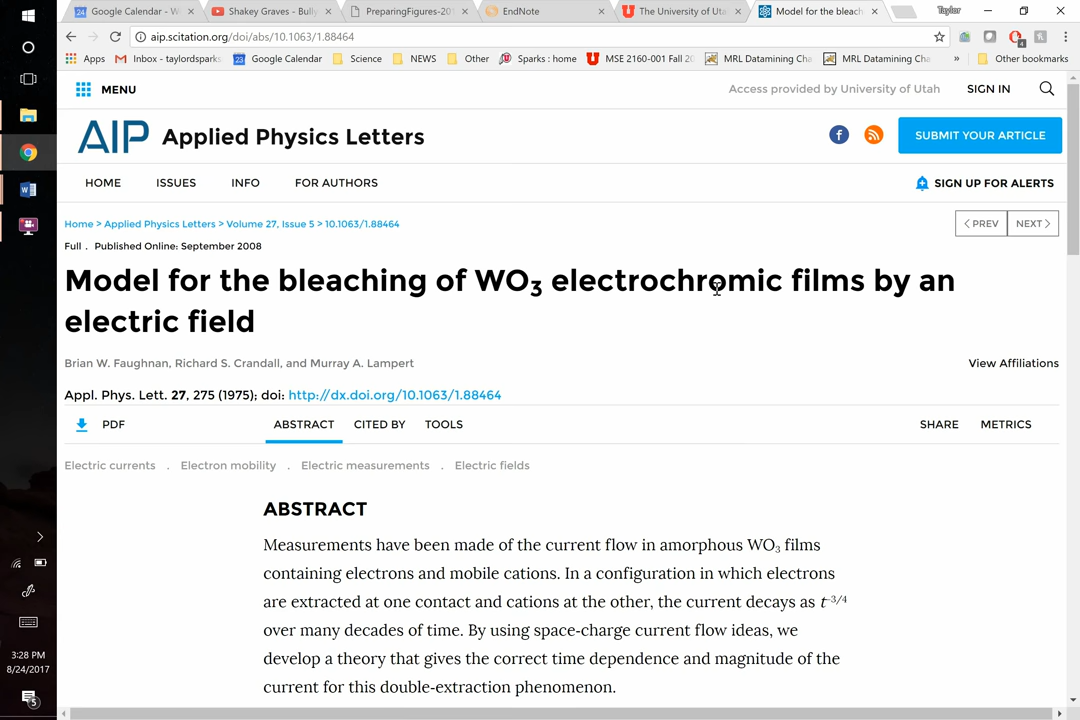 Google Calendar - W
Shakey Graves - Bully
PreparingFigures-201
EndNote
The University of Uta
Model for the bleach
Taylor
aip.scitation.org/doi/abs/10.1063/1.88464
Apps
Inbox - taylordsparks
Google Calendar
Science
NEWS
Other
Sparks : home
MSE 2160-001 Fall 20
MRL Datamining Cha
MRL Datamining Cha
»
Other bookmarks
MENU
Access provided by University of Utah
SIGN IN
AIP Applied Physics Letters
SUBMIT YOUR ARTICLE
HOME
ISSUES
INFO
FOR AUTHORS
SIGN UP FOR ALERTS
Home > Applied Physics Letters > Volume 27, Issue 5 > 10.1063/1.88464
< PREV
NEXT >
Full . Published Online: September 2008
Model for the bleaching of WO₃ electrochromic films by an
electric field
Brian W. Faughnan, Richard S. Crandall, and Murray A. Lampert
View Affiliations
Appl. Phys. Lett. 27, 275 (1975); doi: http://dx.doi.org/10.1063/1.88464
PDF
ABSTRACT
CITED BY
TOOLS
SHARE
METRICS
Electric currents . Electron mobility . Electric measurements . Electric fields
ABSTRACT
Measurements have been made of the current flow in amorphous WO₃ films
containing electrons and mobile cations. In a configuration in which electrons
are extracted at one contact and cations at the other, the current decays as t⁻³/⁴
over many decades of time. By using space-charge current flow ideas, we
develop a theory that gives the correct time dependence and magnitude of the
current for this double-extraction phenomenon.
3:28 PM
8/24/2017
5